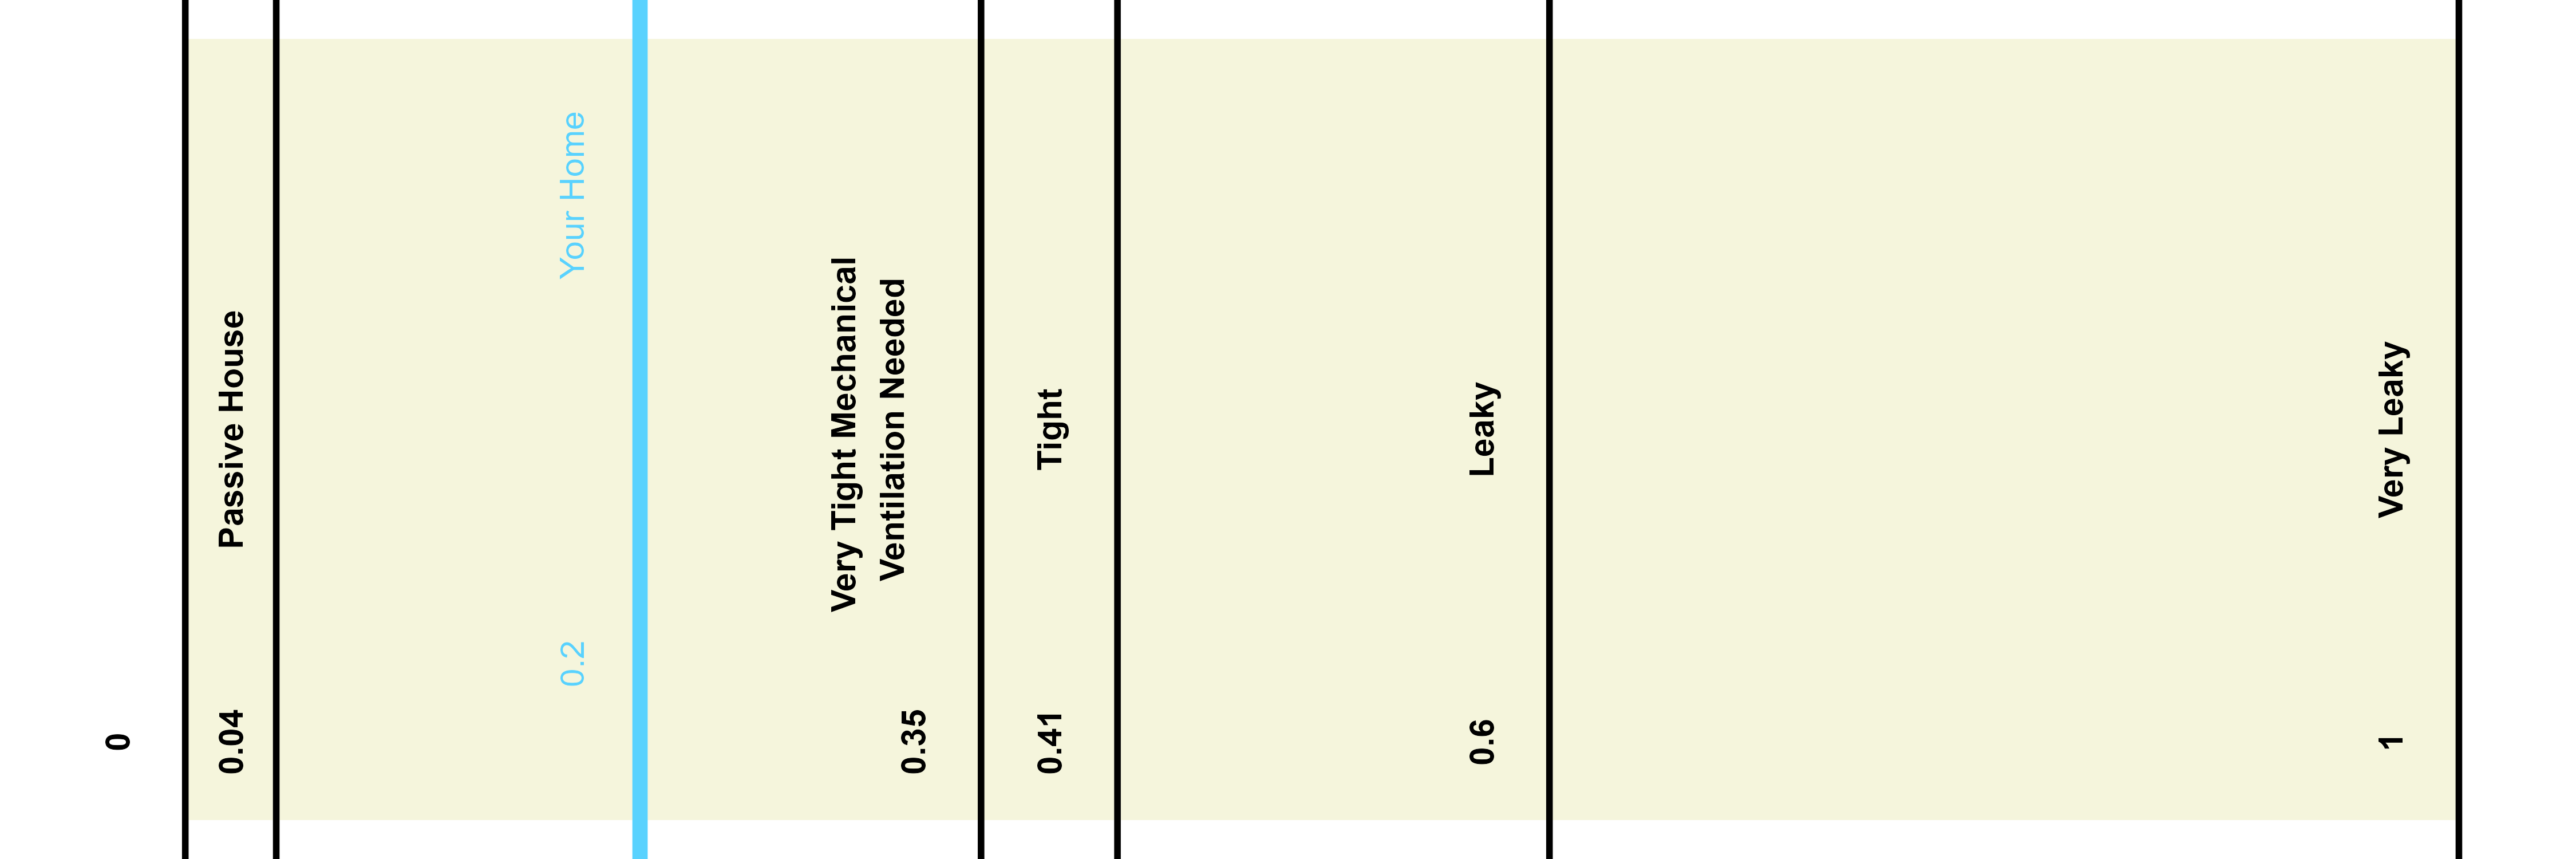 0
0.04
Passive House
0.2
Your Home
Very Tight Mechanical
Ventilation Needed
0.35
0.41
Tight
0.6
Leaky
1
Very Leaky